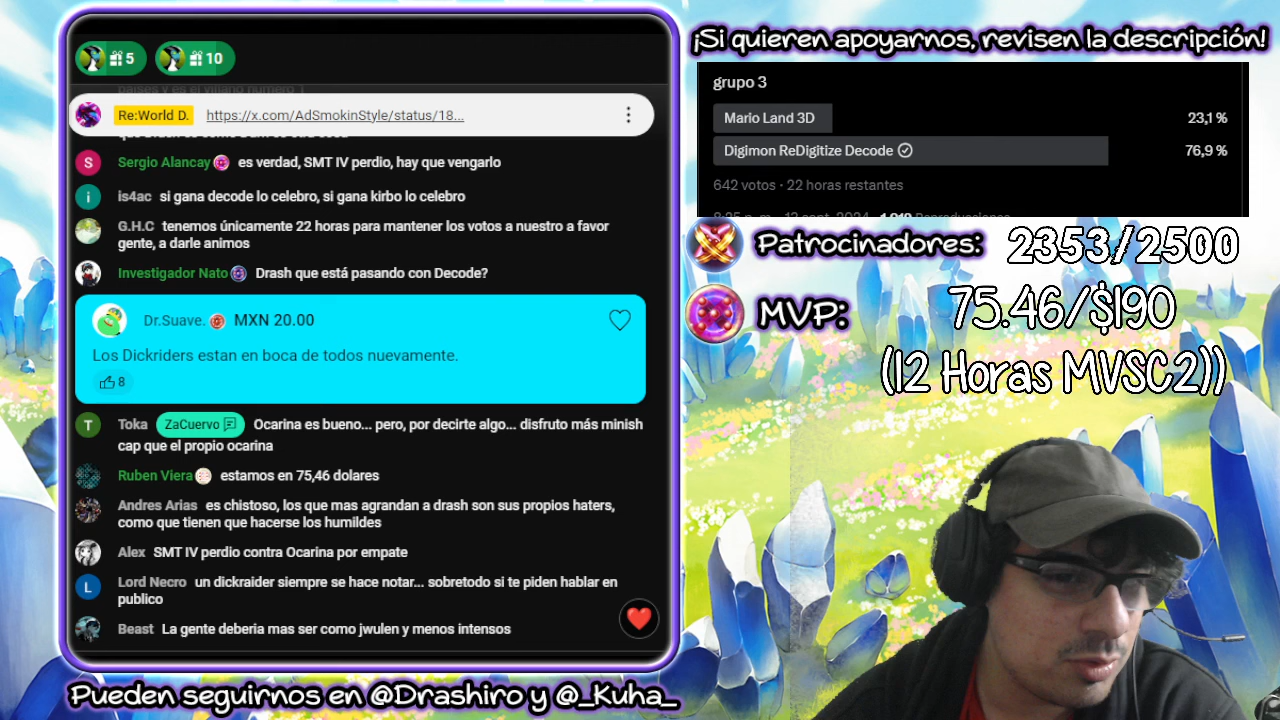 5
10
paises y es el villano numero 1
Re:World D. https://x.com/AdSmokinStyle/status/18...
S Sergio Alancay es verdad, SMT IV perdio, hay que vengarlo
i is4ac si gana decode lo celebro, si gana kirbo lo celebro
G.H.C tenemos únicamente 22 horas para mantener los votos a nuestro a favor
gente, a darle animos
Investigador Nato Drash que está pasando con Decode?
Dr.Suave. MXN 20.00
Los Dickriders estan en boca de todos nuevamente.
8
T Toka ZaCuervo Ocarina es bueno... pero, por decirte algo... disfruto más minish
cap que el propio ocarina
Ruben Viera estamos en 75,46 dolares
Andres Arias es chistoso, los que mas agrandan a drash son sus propios haters,
como que tienen que hacerse los humildes
Alex SMT IV perdio contra Ocarina por empate
L Lord Necro un dickraider siempre se hace notar... sobretodo si te piden hablar en
publico
Beast La gente deberia mas ser como jwulen y menos intensos
Pueden seguirnos en @Drashiro y @_Kuha_
¡Si quieren apoyarnos, revisen la descripción!
grupo 3
Mario Land 3D 23,1 %
Digimon ReDigitize Decode 76,9 %
642 votos · 22 horas restantes
Patrocinadores: 2353/2500
MVP: 75.46/$190
(12 Horas MVSC2))